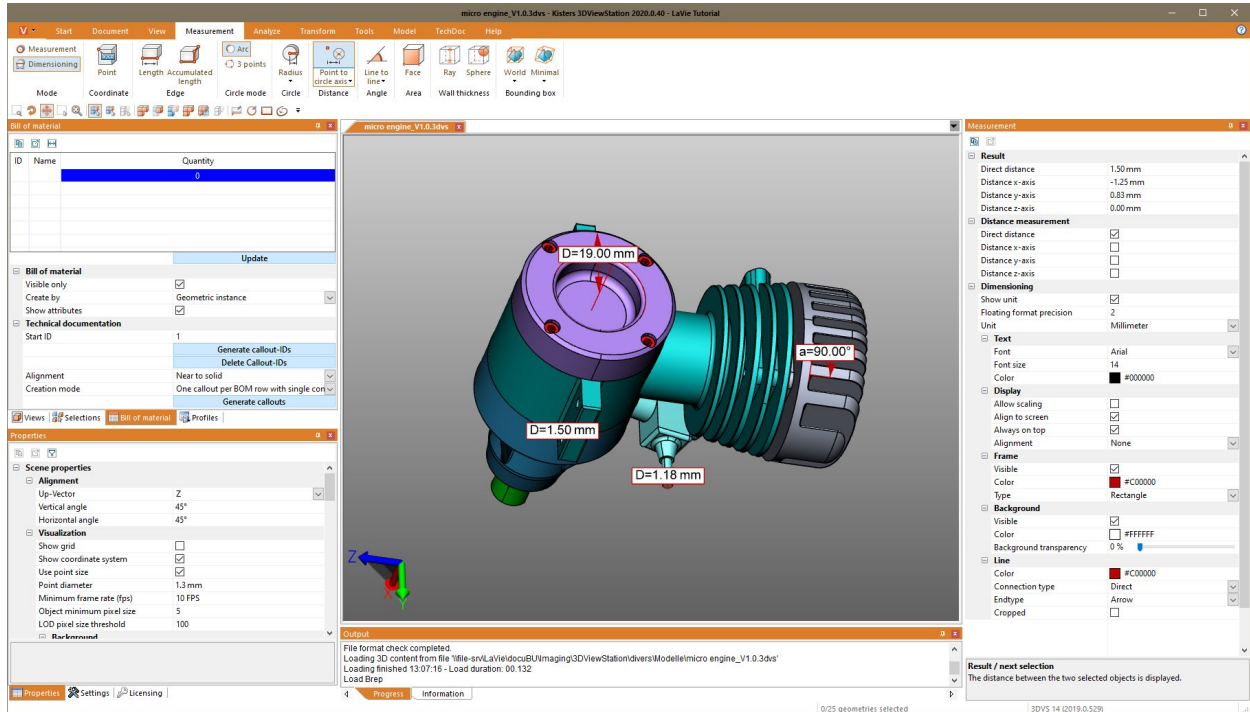 micro engine_V1.0.3dvs - Kisters 3DViewStation 2020.0.40 - LaVie Tutorial
V Start Document View Measurement Analyze Transform Tools Model TechDoc Help
Measurement
Dimensioning
Mode
Point
Coordinate
Length Accumulated length
Edge
Arc
3 points
Circle mode
Radius
Circle
Point to circle axis
Distance
Line to line
Angle
Face
Area
Ray Sphere
Wall thickness
World Minimal
Bounding box
Bill of material
ID Name Quantity
0
Update
Bill of material
Visible only
Create by Geometric instance
Show attributes
Technical documentation
Start ID 1
Generate callout-IDs
Delete Callout-IDs
Alignment Near to solid
Creation mode One callout per BOM row with single con
Generate callouts
Views Selections Bill of material Profiles
Properties
Scene properties
Alignment
Up-Vector Z
Vertical angle 45°
Horizontal angle 45°
Visualization
Show grid
Show coordinate system
Use point size
Point diameter 1.3 mm
Minimum frame rate (fps) 10 FPS
Object minimum pixel size 5
LOD pixel size threshold 100
Background
Properties Settings Licensing
micro engine_V1.0.3dvs
D=19.00 mm
a=90.00°
D=1.50 mm
D=1.18 mm
Z
X
Y
Output
File format check completed.
Loading 3D content from file '\\file-srv\LaVie\docuBU\Imaging\3DViewStation\divers\Modelle\micro engine_V1.0.3dvs'
Loading finished 13:07:16 - Load duration: 00.132
Load Brep
Progress Information
Measurement
Result
Direct distance 1.50 mm
Distance x-axis -1.25 mm
Distance y-axis 0.83 mm
Distance z-axis 0.00 mm
Distance measurement
Direct distance
Distance x-axis
Distance y-axis
Distance z-axis
Dimensioning
Show unit
Floating format precision 2
Unit Millimeter
Text
Font Arial
Font size 14
Color #000000
Display
Allow scaling
Align to screen
Always on top
Alignment None
Frame
Visible
Color #C00000
Type Rectangle
Background
Visible
Color #FFFFFF
Background transparency 0 %
Line
Color #C00000
Connection type Direct
Endtype Arrow
Cropped
Result / next selection
The distance between the two selected objects is displayed.
0/25 geometries selected 3DVS 14 (2019.0.529)